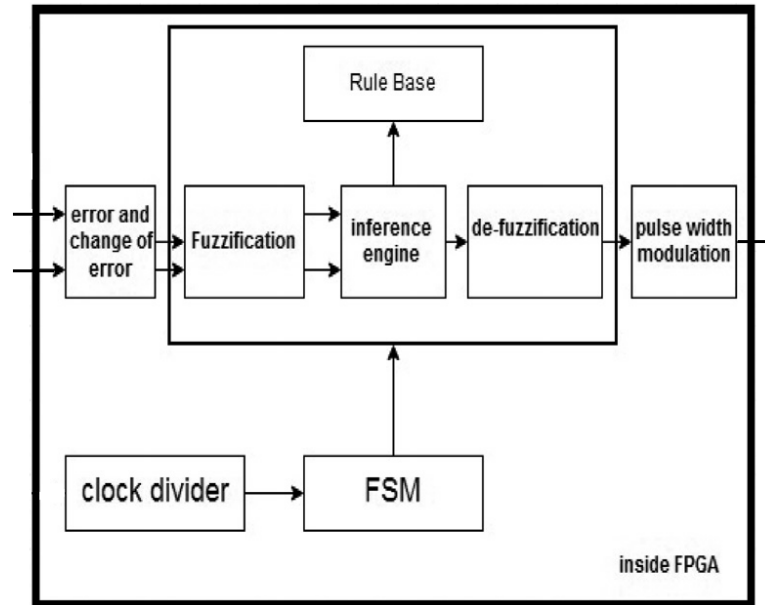 Rule Base
error and
change of
error
Fuzzification
inference
engine
de-fuzzification
pulse width
modulation
clock divider
FSM
inside FPGA